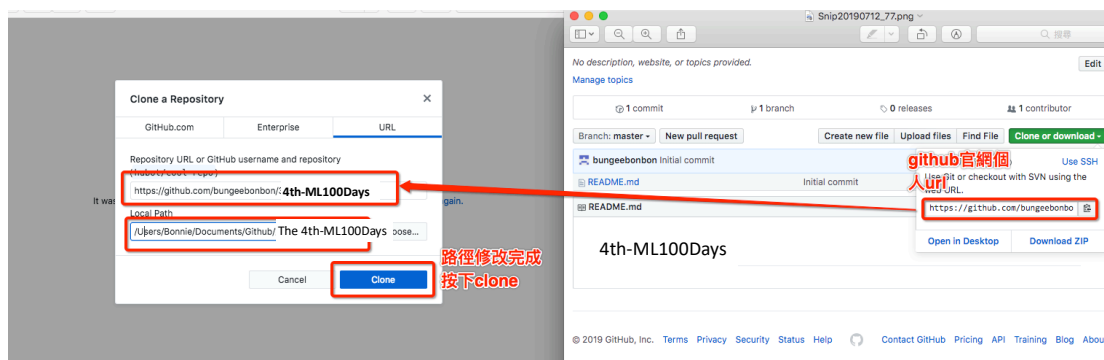 Clone a Repository
GitHub.com
Enterprise
URL
Repository URL or GitHub username and repository
(hubot/cool-repo)
https://github.com/bungeebonbon/
4th-ML100Days
It was
gain.
Local Path
/Users/Bonnie/Documents/Github/
The 4th-ML100Days
oose...
Cancel
Clone
路徑修改完成
按下clone
Snip20190712_77.png
搜尋
No description, website, or topics provided.
Edit
Manage topics
1 commit
1 branch
0 releases
1 contributor
Branch: master
New pull request
Create new file
Upload files
Find File
Clone or download
bungeebonbon Initial commit
github官網個
人url
Use SSH
Use Git or checkout with SVN using the
web URL.
README.md
Initial commit
https://github.com/bungeebonbo
README.md
Open in Desktop
Download ZIP
4th-ML100Days
© 2019 GitHub, Inc.
Terms
Privacy
Security
Status
Help
Contact GitHub
Pricing
API
Training
Blog
Abou